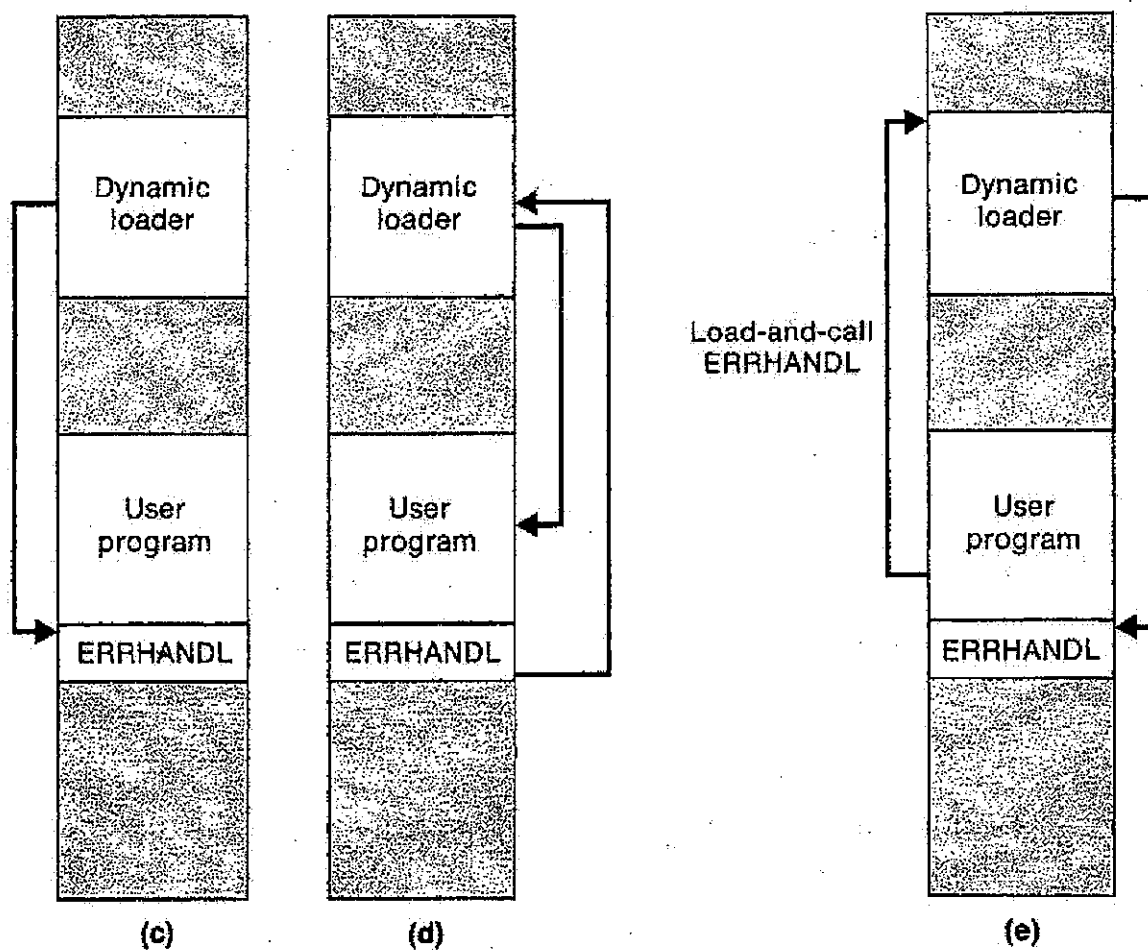 Dynamic
loader
User
program
ERRHANDL
(c)
Dynamic
loader
User
program
ERRHANDL
(d)
Load-and-call
ERRHANDL
Dynamic
loader
User
program
ERRHANDL
(e)